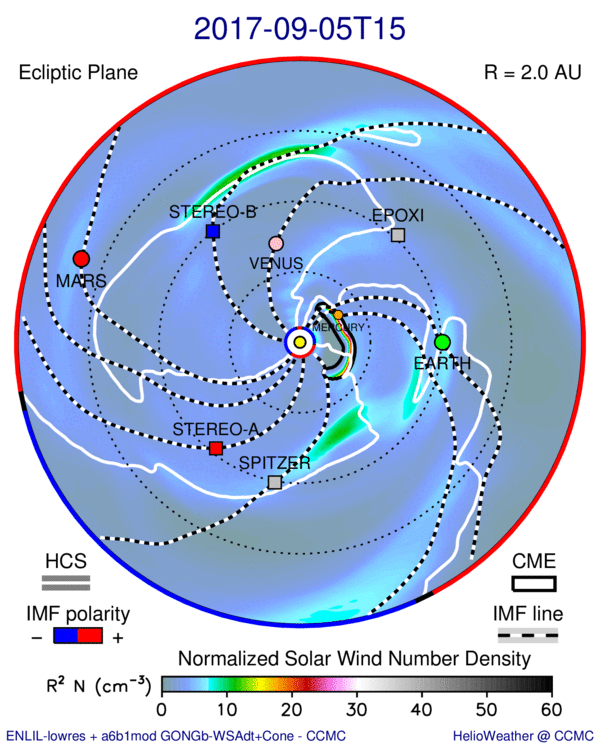 2017-09-05T15
Ecliptic Plane R = 2.0 AU
STEREO-B
EPOXI
VENUS
MARS
MERCURY
EARTH
STEREO-A
SPITZER
HCS CME
IMF polarity IMF line
− +
Normalized Solar Wind Number Density
R² N (cm⁻³)
0 10 20 30 40 50 60
ENLIL-lowres + a6b1mod GONGb-WSAdt+Cone - CCMC HelioWeather @ CCMC